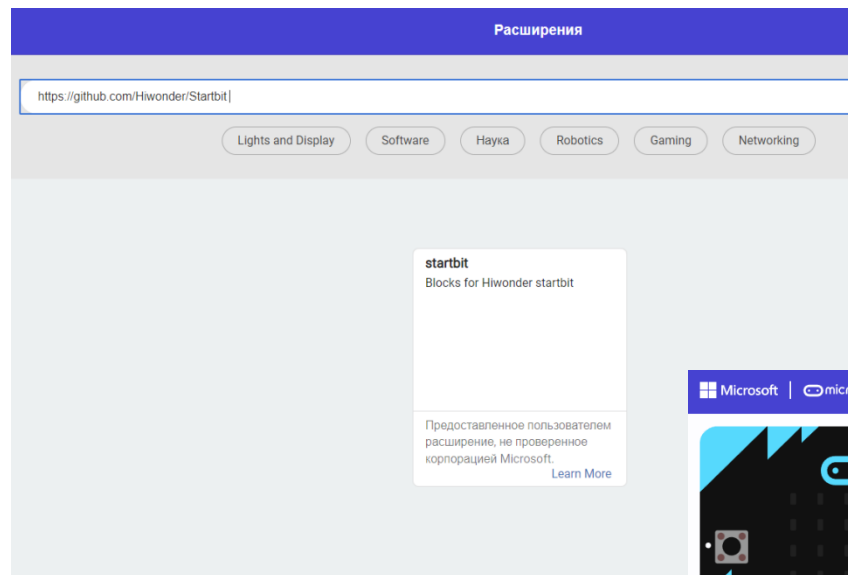 Расширения
https://github.com/Hiwonder/Startbit
Lights and Display
Software
Наука
Robotics
Gaming
Networking
startbit
Blocks for Hiwonder startbit
Предоставленное пользователем
расширение, не проверенное
корпорацией Microsoft.
Learn More
Microsoft